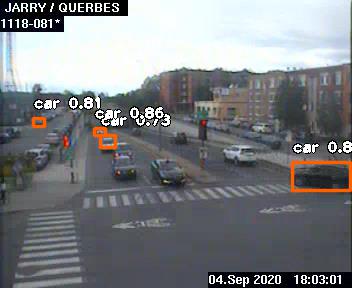 JARRY / QUERBES
1118-081*
car 0.81
car 0.86
car 0.73
car 0.8
04.Sep 2020 18:03:01